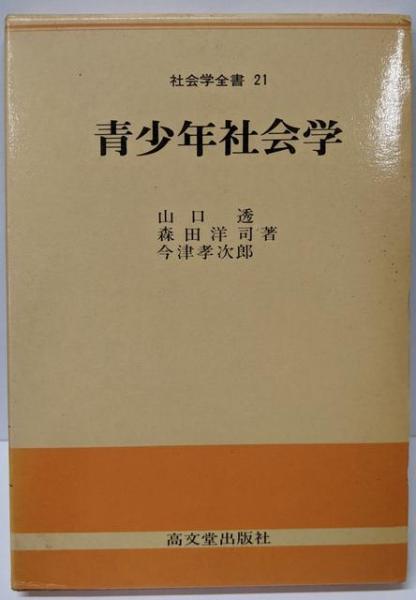 社会学全書 21
青少年社会学
山口 透
森田洋司著
今津孝次郎
高文堂出版社